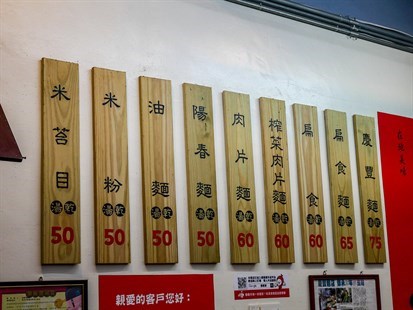 米苔目 湯 乾 50
米粉 湯 乾 50
油麵 湯 乾 50
陽春麵 湯 乾 50
肉片麵 湯 乾 60
榨菜肉片麵 湯 乾 60
扁食 湯 乾 60
扁食麵 湯 乾 65
慶豐麵 湯 乾 75
親愛的客戶您好：